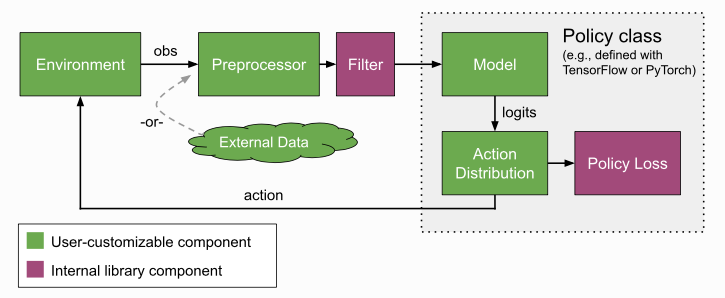 Policy class
(e.g., defined with
TensorFlow or PyTorch)
Environment
obs
Preprocessor
Filter
Model
-or-
External Data
logits
Action
Distribution
Policy Loss
action
User-customizable component
Internal library component